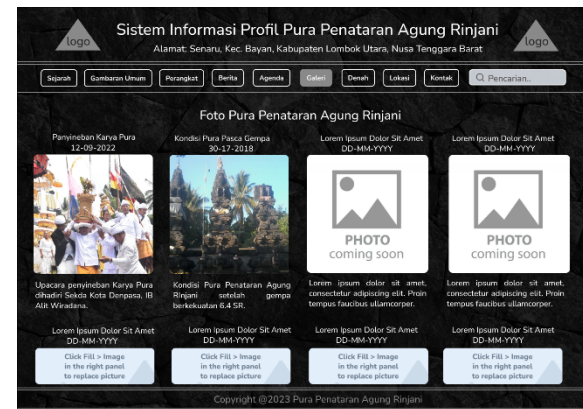 logo
Sistem Informasi Profil Pura Penataran Agung Rinjani
Alamat: Senaru, Kec. Bayan, Kabupaten Lombok Utara, Nusa Tenggara Barat
logo
Sejarah
Gambaran Umum
Perangkat
Berita
Agenda
Galeri
Denah
Lokasi
Kontak
Pencarian..
Foto Pura Penataran Agung Rinjani
Panyineban Karya Pura
12-09-2022
Upacara penyineban Karya Pura
dihadiri Sekda Kota Denpasa, IB
Alit Wiradana.
Kondisi Pura Pasca Gempa
30-17-2018
Kondisi Pura Penataran Agung
Rinjani setelah gempa
berkekuatan 6.4 SR.
Lorem Ipsum Dolor Sit Amet
DD-MM-YYYY
PHOTO
coming soon
Lorem ipsum dolor sit amet,
consectetur adipiscing elit. Proin
tempus faucibus ullamcorper.
Lorem Ipsum Dolor Sit Amet
DD-MM-YYYY
PHOTO
coming soon
Lorem ipsum dolor sit amet,
consectetur adipiscing elit. Proin
tempus faucibus ullamcorper.
Lorem Ipsum Dolor Sit Amet
DD-MM-YYYY
Click Fill > Image
in the right panel
to replace picture
Lorem Ipsum Dolor Sit Amet
DD-MM-YYYY
Click Fill > Image
in the right panel
to replace picture
Lorem Ipsum Dolor Sit Amet
DD-MM-YYYY
Click Fill > Image
in the right panel
to replace picture
Lorem Ipsum Dolor Sit Amet
DD-MM-YYYY
Click Fill > Image
in the right panel
to replace picture
Copyright @2023 Pura Penataran Agung Rinjani